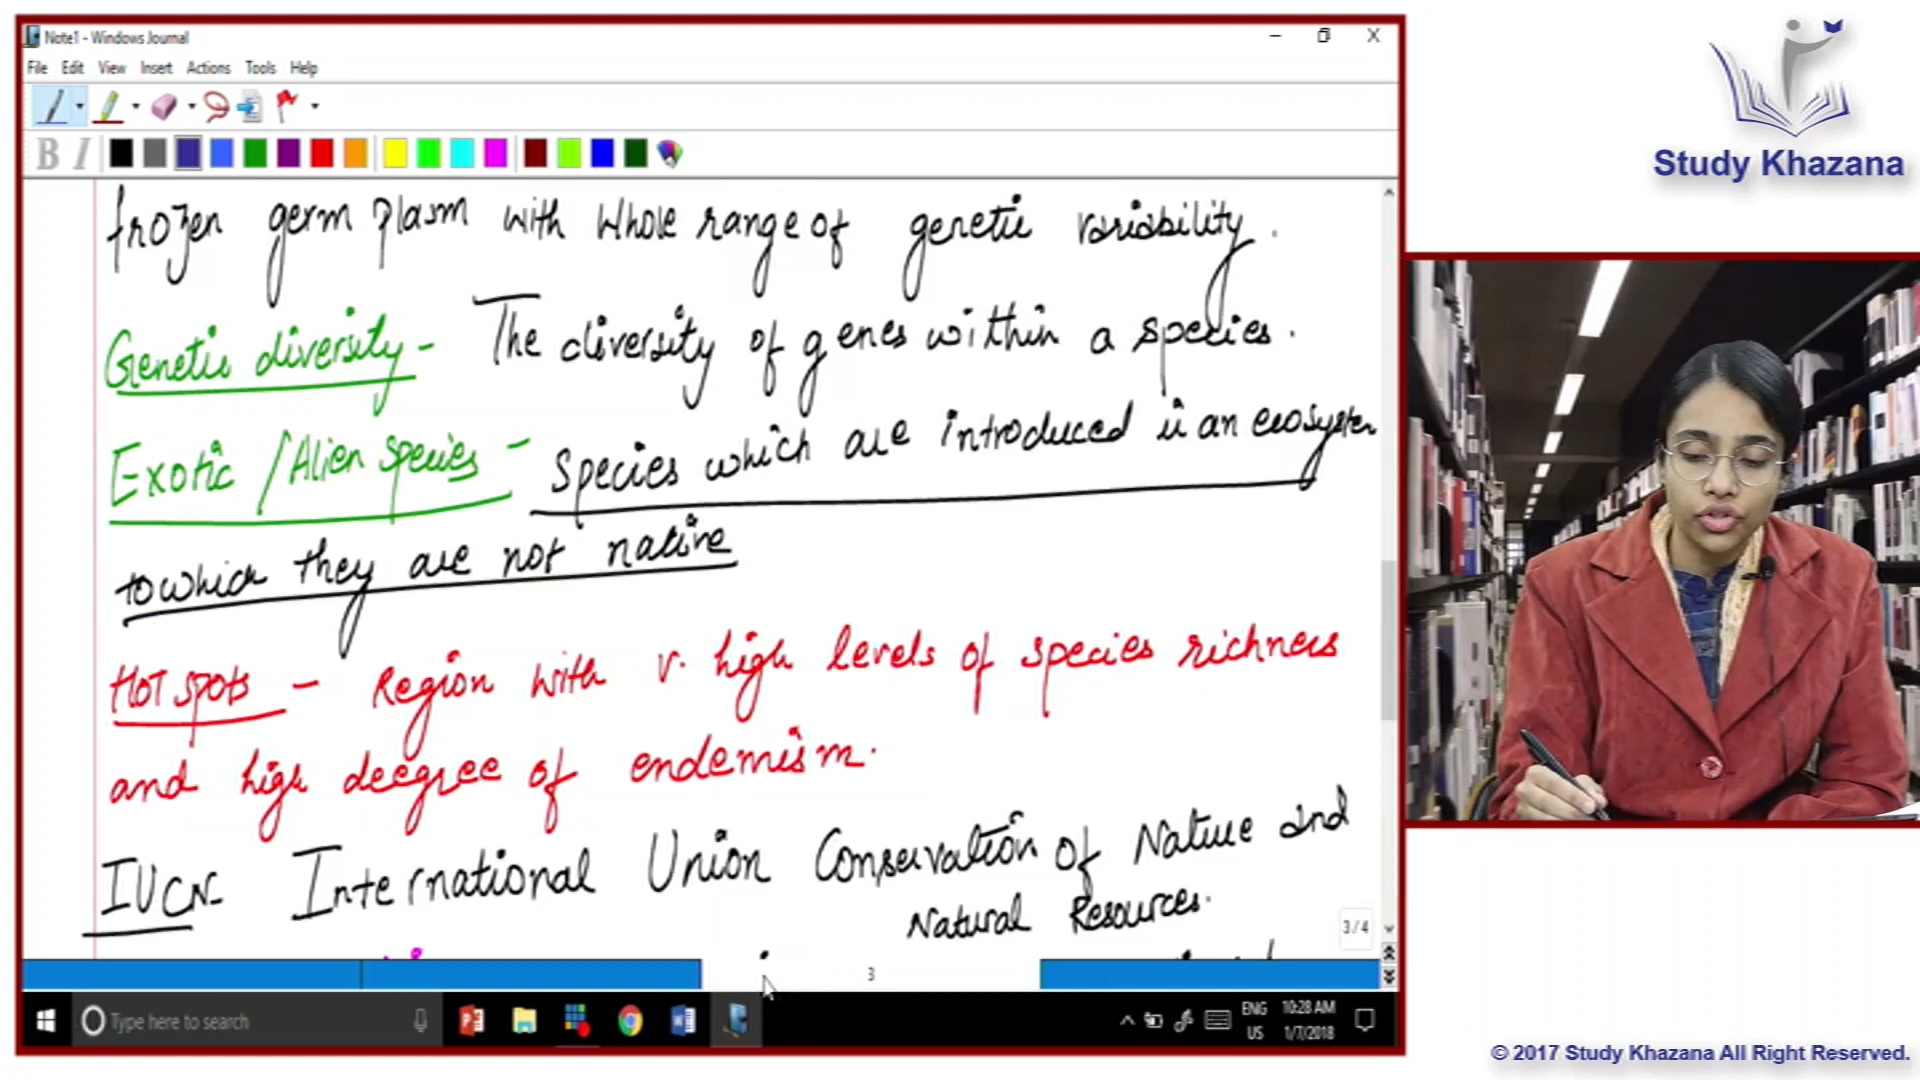 Note1 - Windows Journal
File Edit View Insert Actions Tools Help
B I
frozen germ plasm with whole range of genetic variability.
Genetic diversity - The diversity of genes within a species.
Exotic / Alien species - Species which are introduced in an ecosystem
to which they are not native
HOT spots - Region with v. high levels of species richness
and high deegree of endemism.
IUCN - International Union Conservation of Nature and
Natural Resources.
3/4
3
Type here to search
ENG
US
10:28 AM
1/7/2018
Study Khazana
© 2017 Study Khazana All Right Reserved.